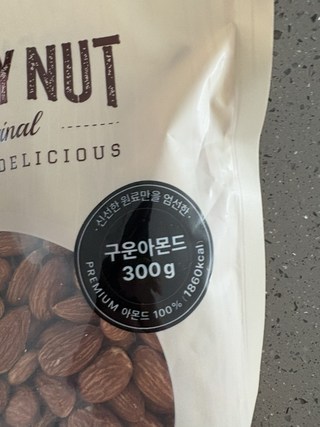 Y NUT
inal
DELICIOUS
· 신선한 원료만을 엄선한 ·
구운아몬드
300g
PREMIUM 아몬드 100% (1860kcal)